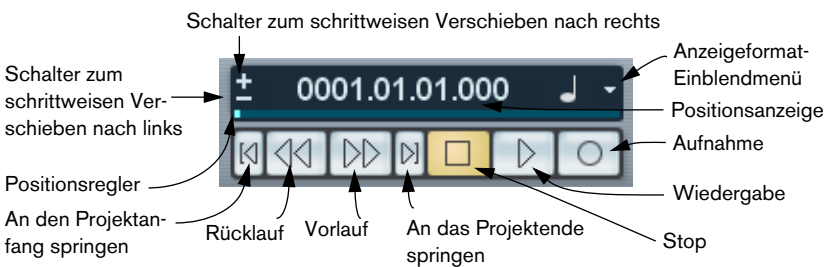 Schalter zum schrittweisen Verschieben nach rechts
Schalter zum
schrittweisen Ver-
schieben nach links
0001.01.01.000
Anzeigeformat-
Einblendmenü
Positionsanzeige
Aufnahme
Wiedergabe
Positionsregler
An den Projektan-
fang springen
Rücklauf
Vorlauf
An das Projektende
springen
Stop